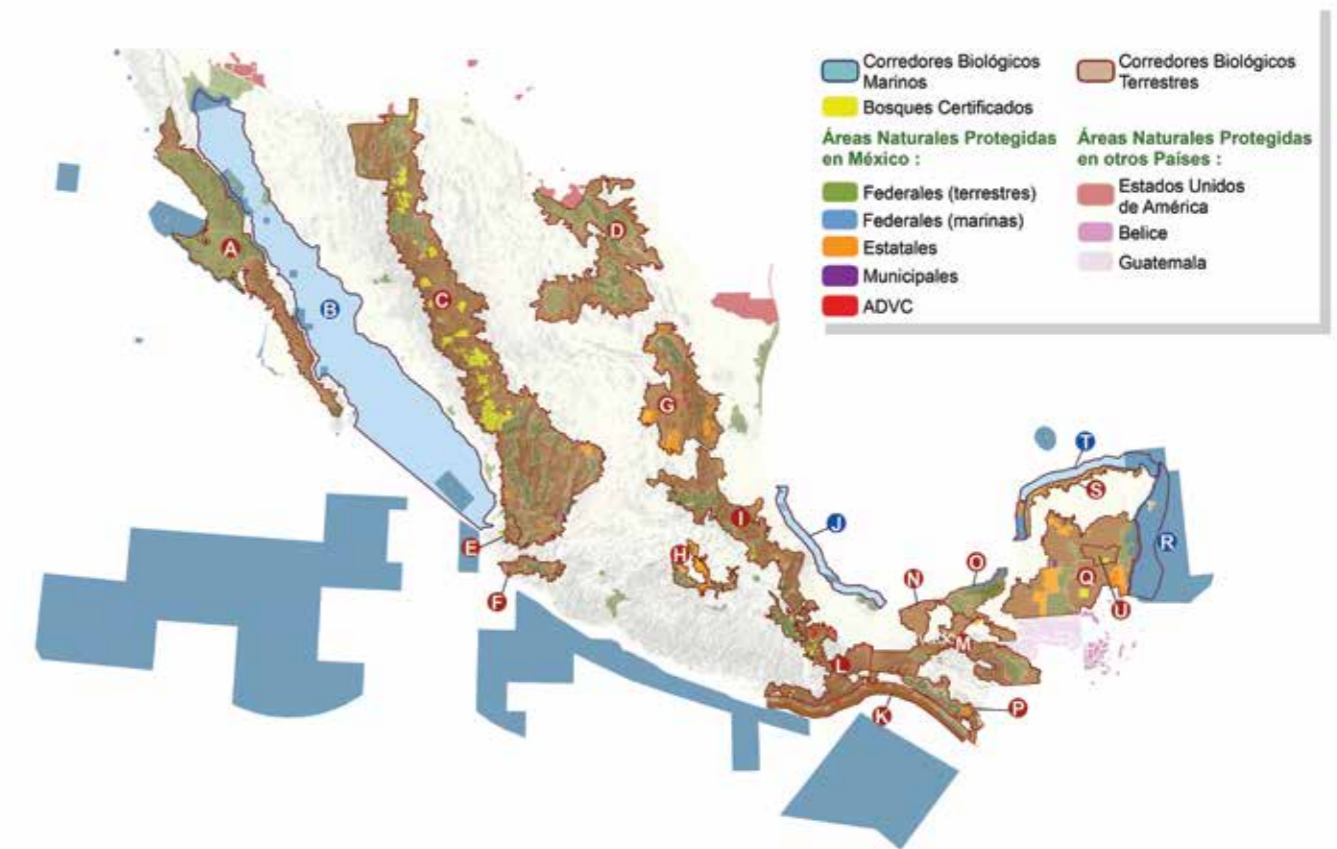 Corredores Biológicos
Marinos
Corredores Biológicos
Terrestres
Bosques Certificados
Áreas Naturales Protegidas
en México :
Federales (terrestres)
Federales (marinas)
Estatales
Municipales
ADVC
Áreas Naturales Protegidas
en otros Países :
Estados Unidos
de América
Belice
Guatemala
A
B
C
D
E
F
G
H
I
J
K
L
M
N
O
P
Q
R
S
T
U